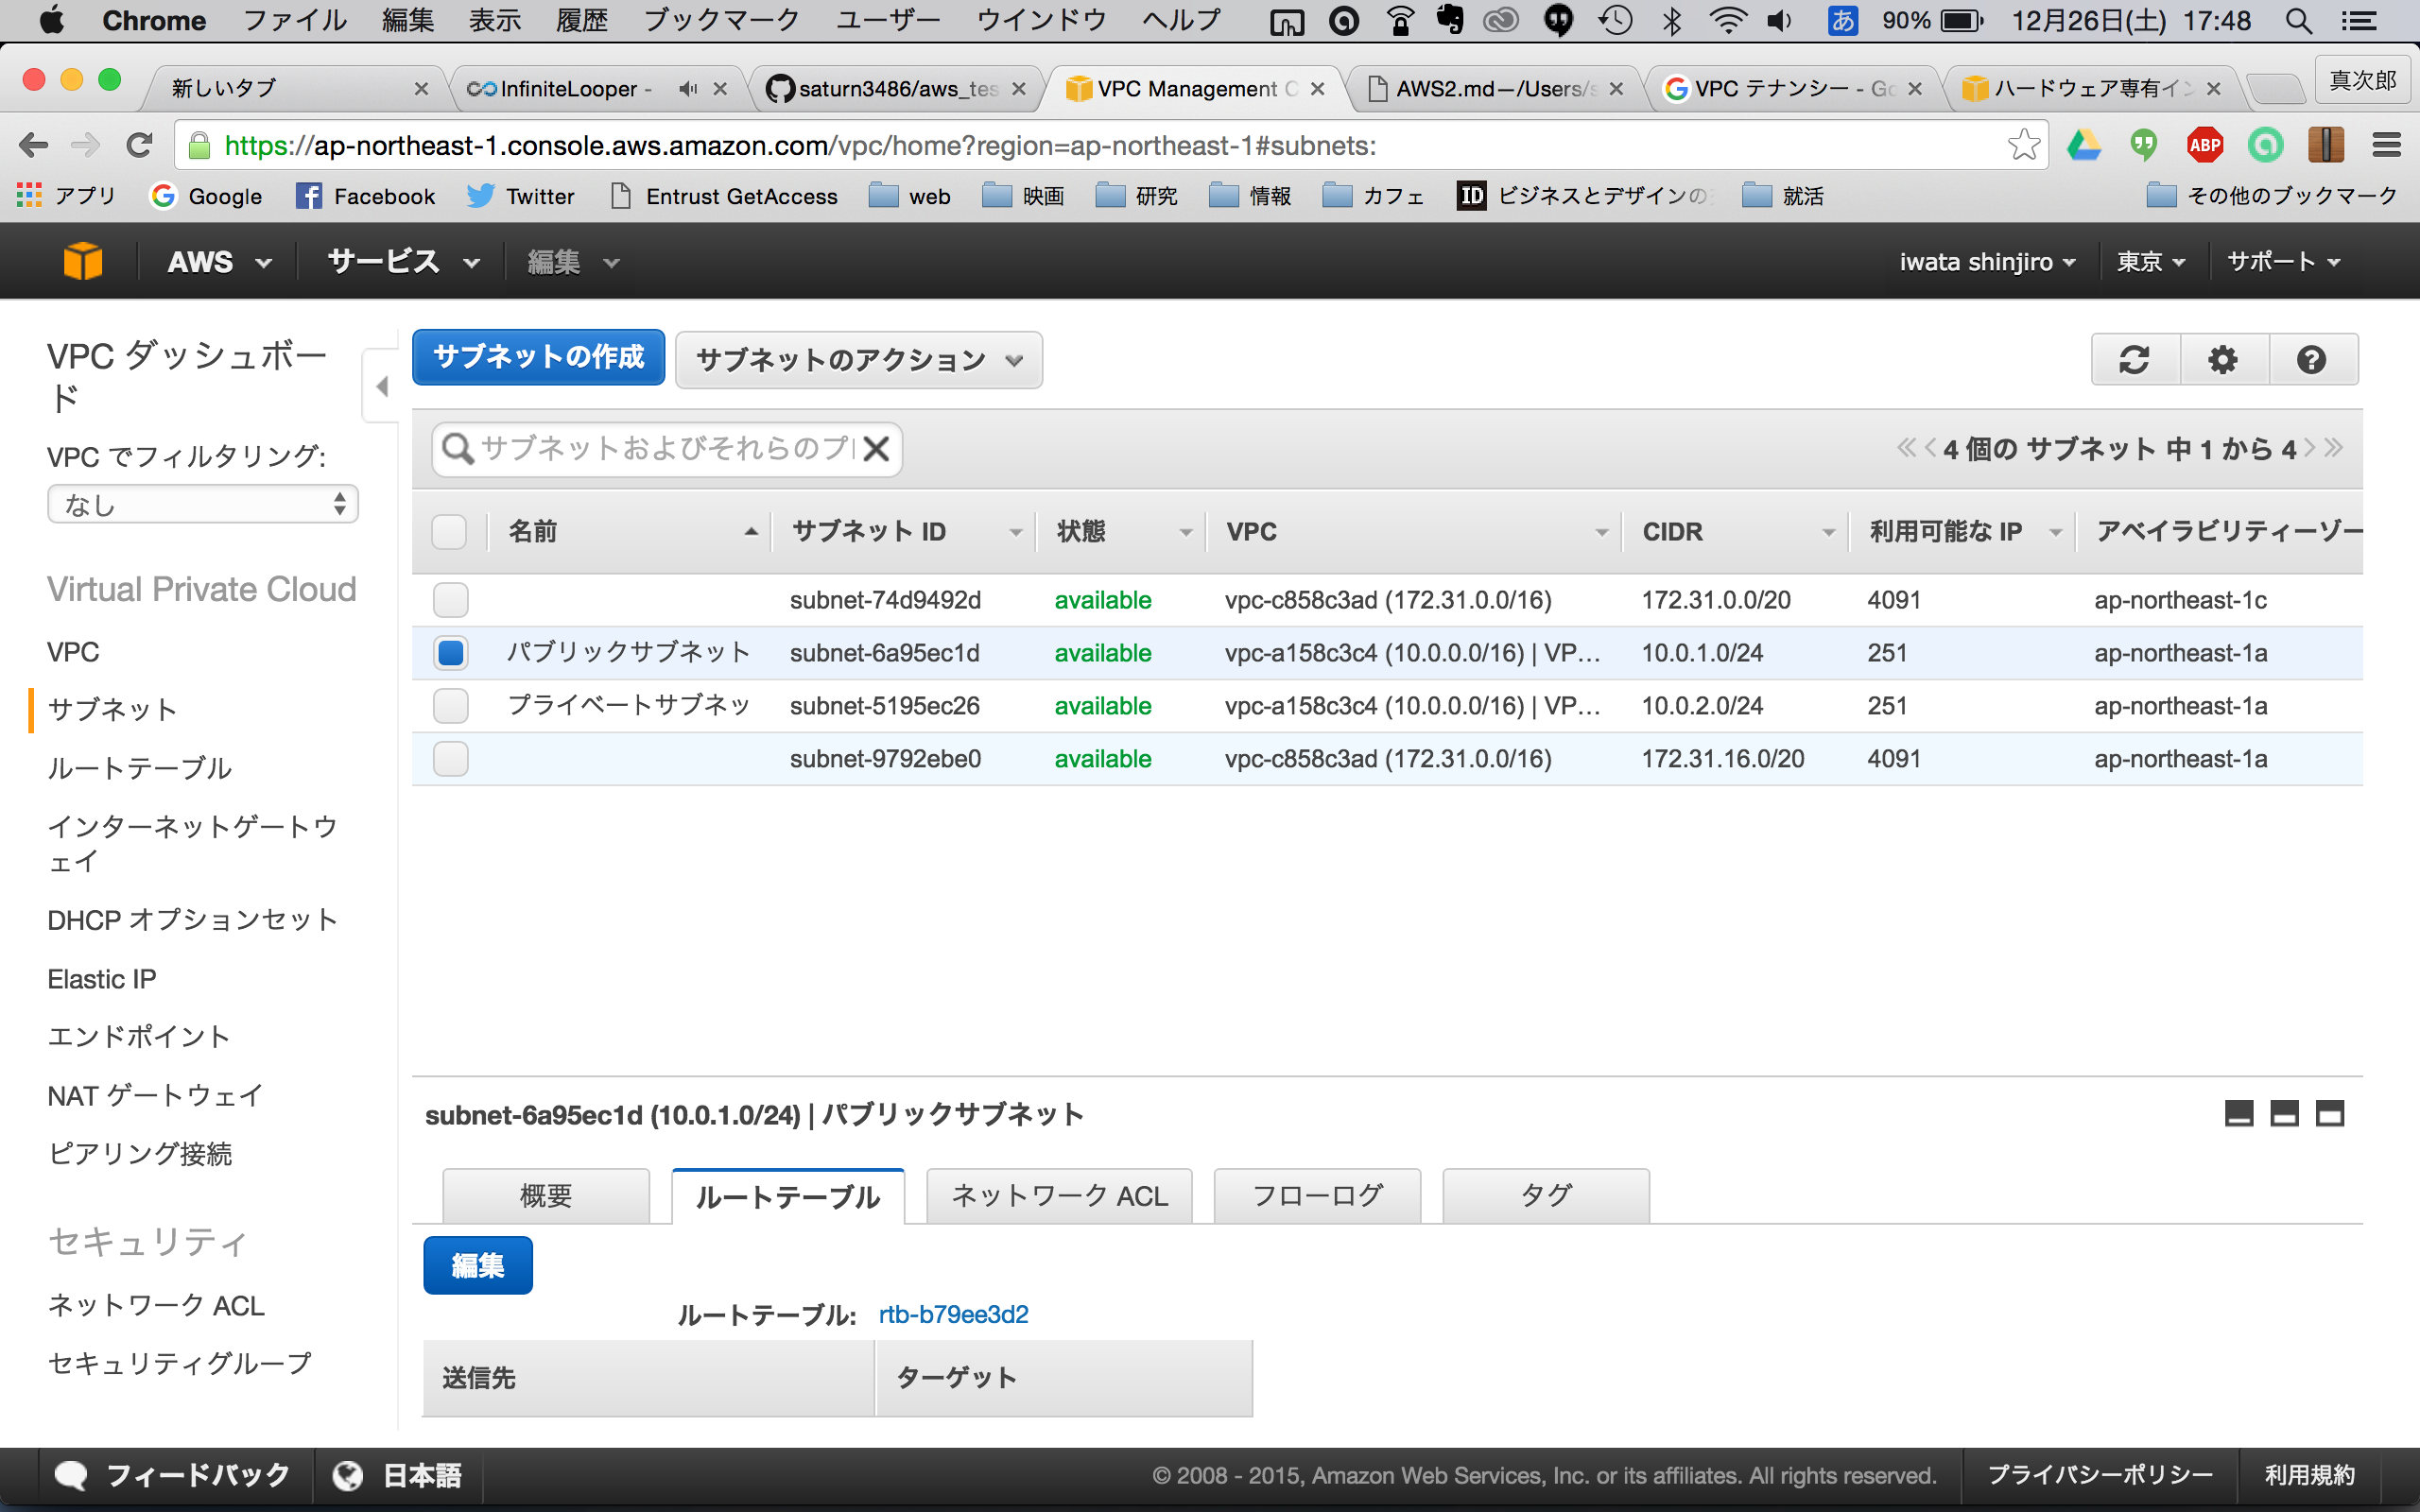 Chrome ファイル 編集 表示 履歴 ブックマーク ユーザー ウインドウ ヘルプ あ 90% 12月26日(土) 17:48
新しいタブ InfiniteLooper - saturn3486/aws_tes VPC Management C AWS2.md—/Users/s VPC テナンシー - Go ハードウェア専有イン 真次郎
https://ap-northeast-1.console.aws.amazon.com/vpc/home?region=ap-northeast-1#subnets: ABP
アプリ Google Facebook Twitter Entrust GetAccess web 映画 研究 情報 カフェ ID ビジネスとデザインの 就活 その他のブックマーク
AWS サービス 編集 iwata shinjiro 東京 サポート
VPC ダッシュボー
ド
VPC でフィルタリング:
なし
Virtual Private Cloud
VPC
サブネット
ルートテーブル
インターネットゲートウ
ェイ
DHCP オプションセット
Elastic IP
エンドポイント
NAT ゲートウェイ
ピアリング接続
セキュリティ
ネットワーク ACL
セキュリティグループ
サブネットの作成 サブネットのアクション
サブネットおよびそれらのプ 4 個の サブネット 中 1 から 4
名前 サブネット ID 状態 VPC CIDR 利用可能な IP アベイラビリティーゾー
subnet-74d9492d available vpc-c858c3ad (172.31.0.0/16) 172.31.0.0/20 4091 ap-northeast-1c
パブリックサブネット subnet-6a95ec1d available vpc-a158c3c4 (10.0.0.0/16) | VP… 10.0.1.0/24 251 ap-northeast-1a
プライベートサブネッ subnet-5195ec26 available vpc-a158c3c4 (10.0.0.0/16) | VP… 10.0.2.0/24 251 ap-northeast-1a
subnet-9792ebe0 available vpc-c858c3ad (172.31.0.0/16) 172.31.16.0/20 4091 ap-northeast-1a
subnet-6a95ec1d (10.0.1.0/24) | パブリックサブネット
概要 ルートテーブル ネットワーク ACL フローログ タグ
編集
ルートテーブル: rtb-b79ee3d2
送信先 ターゲット
フィードバック 日本語 © 2008 - 2015, Amazon Web Services, Inc. or its affiliates. All rights reserved. プライバシーポリシー 利用規約